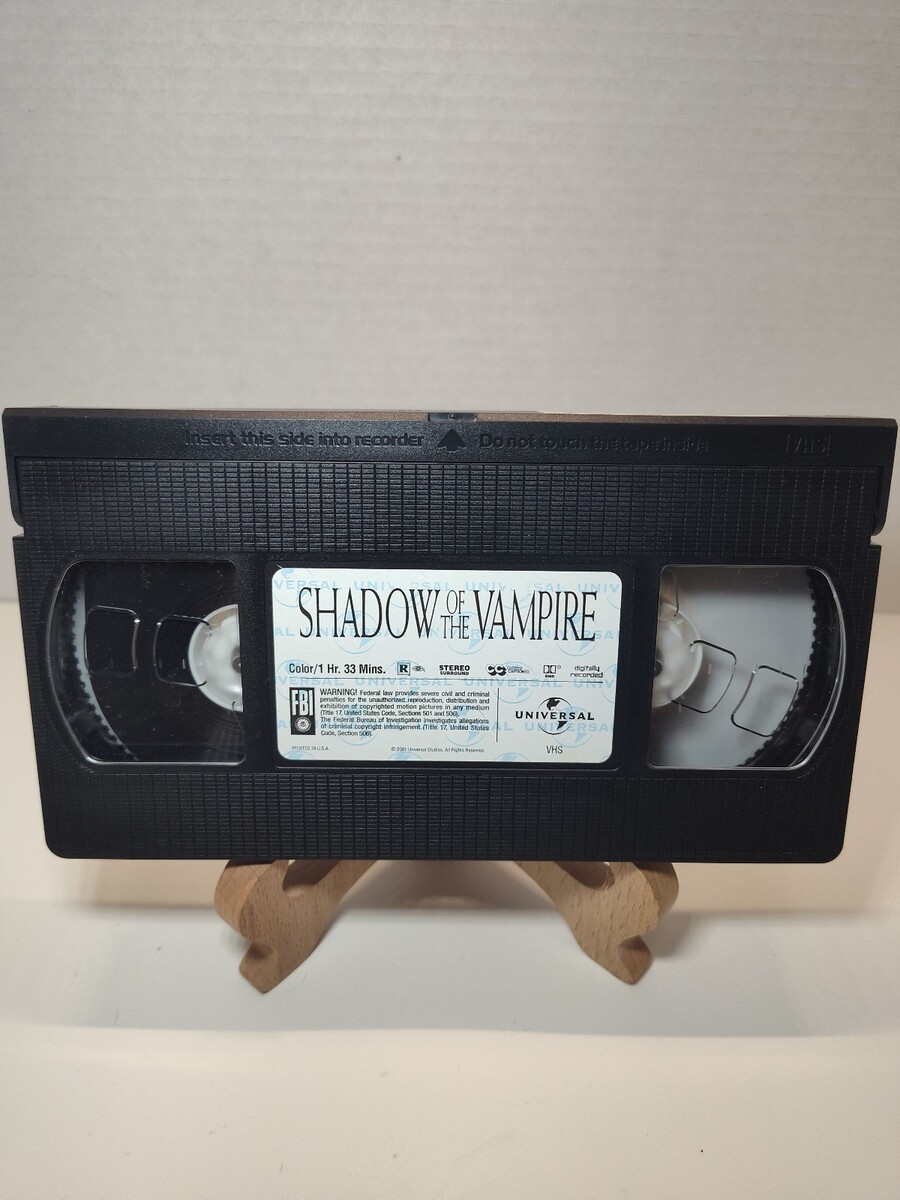 Insert this side into recorder Do not touch the tape inside VHS
SHADOW OF THE VAMPIRE
Color/1 Hr. 33 Mins. R STEREO SURROUND CC digitally recorded
FBI WARNING! Federal law provides severe civil and criminal
penalties for the unauthorized reproduction, distribution and
exhibition of copyrighted motion pictures in any medium
(Title 17, United States Code, Sections 501 and 506).
The Federal Bureau of Investigation investigates allegations
of criminal copyright infringement. (Title 17, United States
Code, Section 506).
UNIVERSAL
PRINTED IN U.S.A. © 2001 Universal Studios. All Rights Reserved. VHS